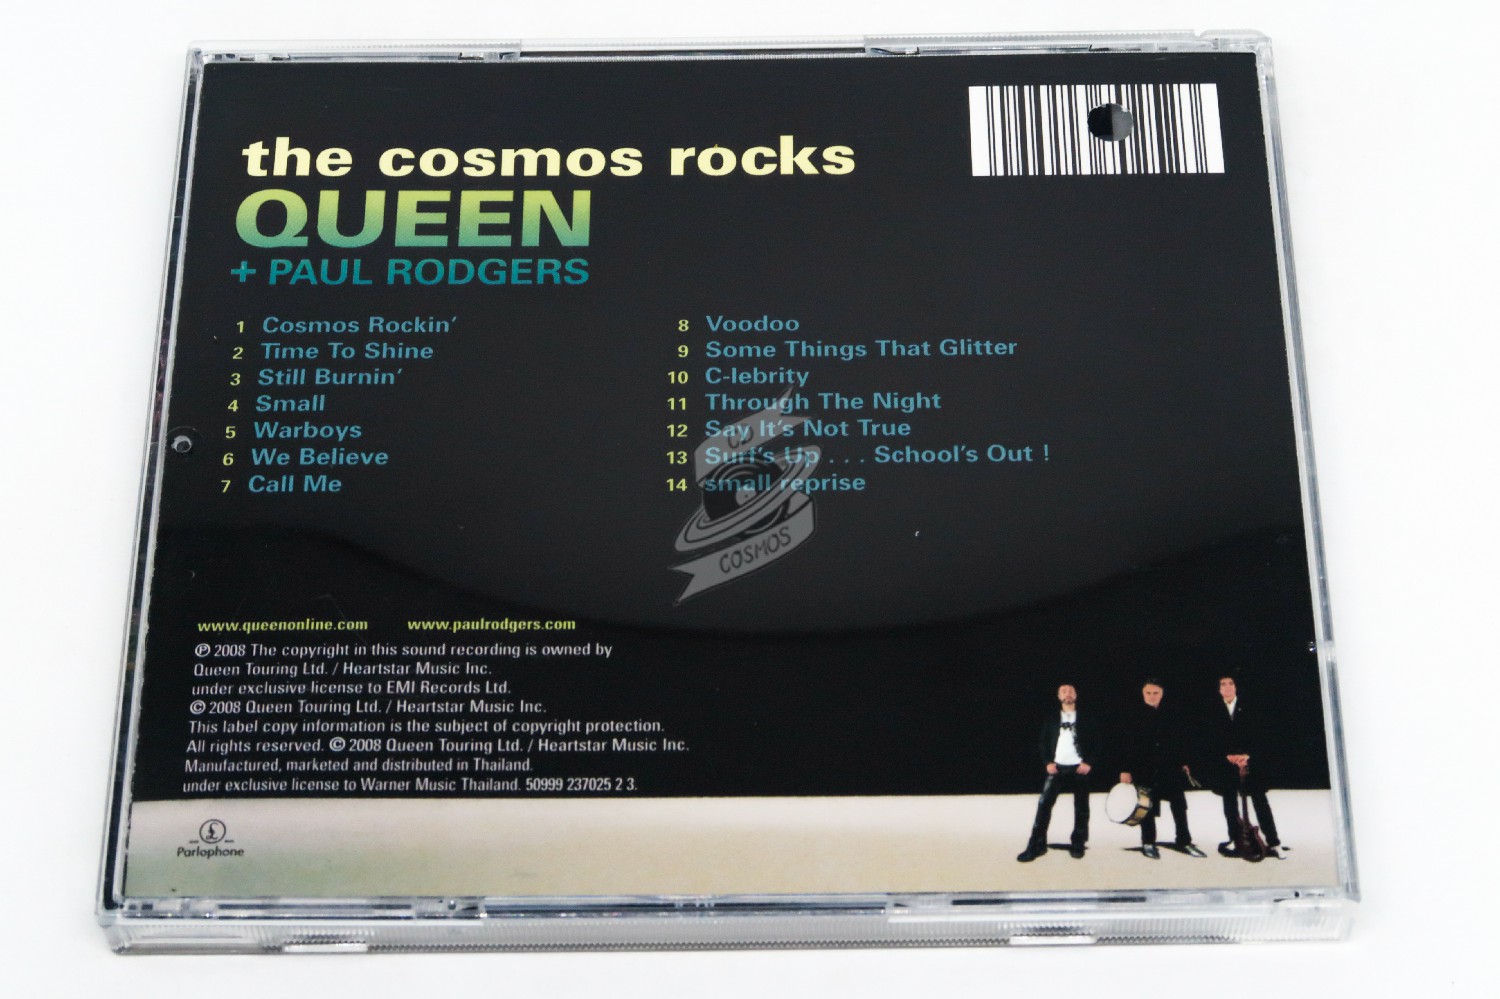 the cosmos rocks
QUEEN
+ PAUL RODGERS
1 Cosmos Rockin'
2 Time To Shine
3 Still Burnin'
4 Small
5 Warboys
6 We Believe
7 Call Me
8 Voodoo
9 Some Things That Glitter
10 C-lebrity
11 Through The Night
12 Say It's Not True
13 Surf's Up . . . School's Out !
14 small reprise
CD
COSMOS
www.queenonline.com www.paulrodgers.com
℗ 2008 The copyright in this sound recording is owned by
Queen Touring Ltd. / Heartstar Music Inc.
under exclusive license to EMI Records Ltd.
© 2008 Queen Touring Ltd. / Heartstar Music Inc.
This label copy information is the subject of copyright protection.
All rights reserved. © 2008 Queen Touring Ltd. / Heartstar Music Inc.
Manufactured, marketed and distributed in Thailand.
under exclusive license to Warner Music Thailand. 50999 237025 2 3.
£
Parlophone